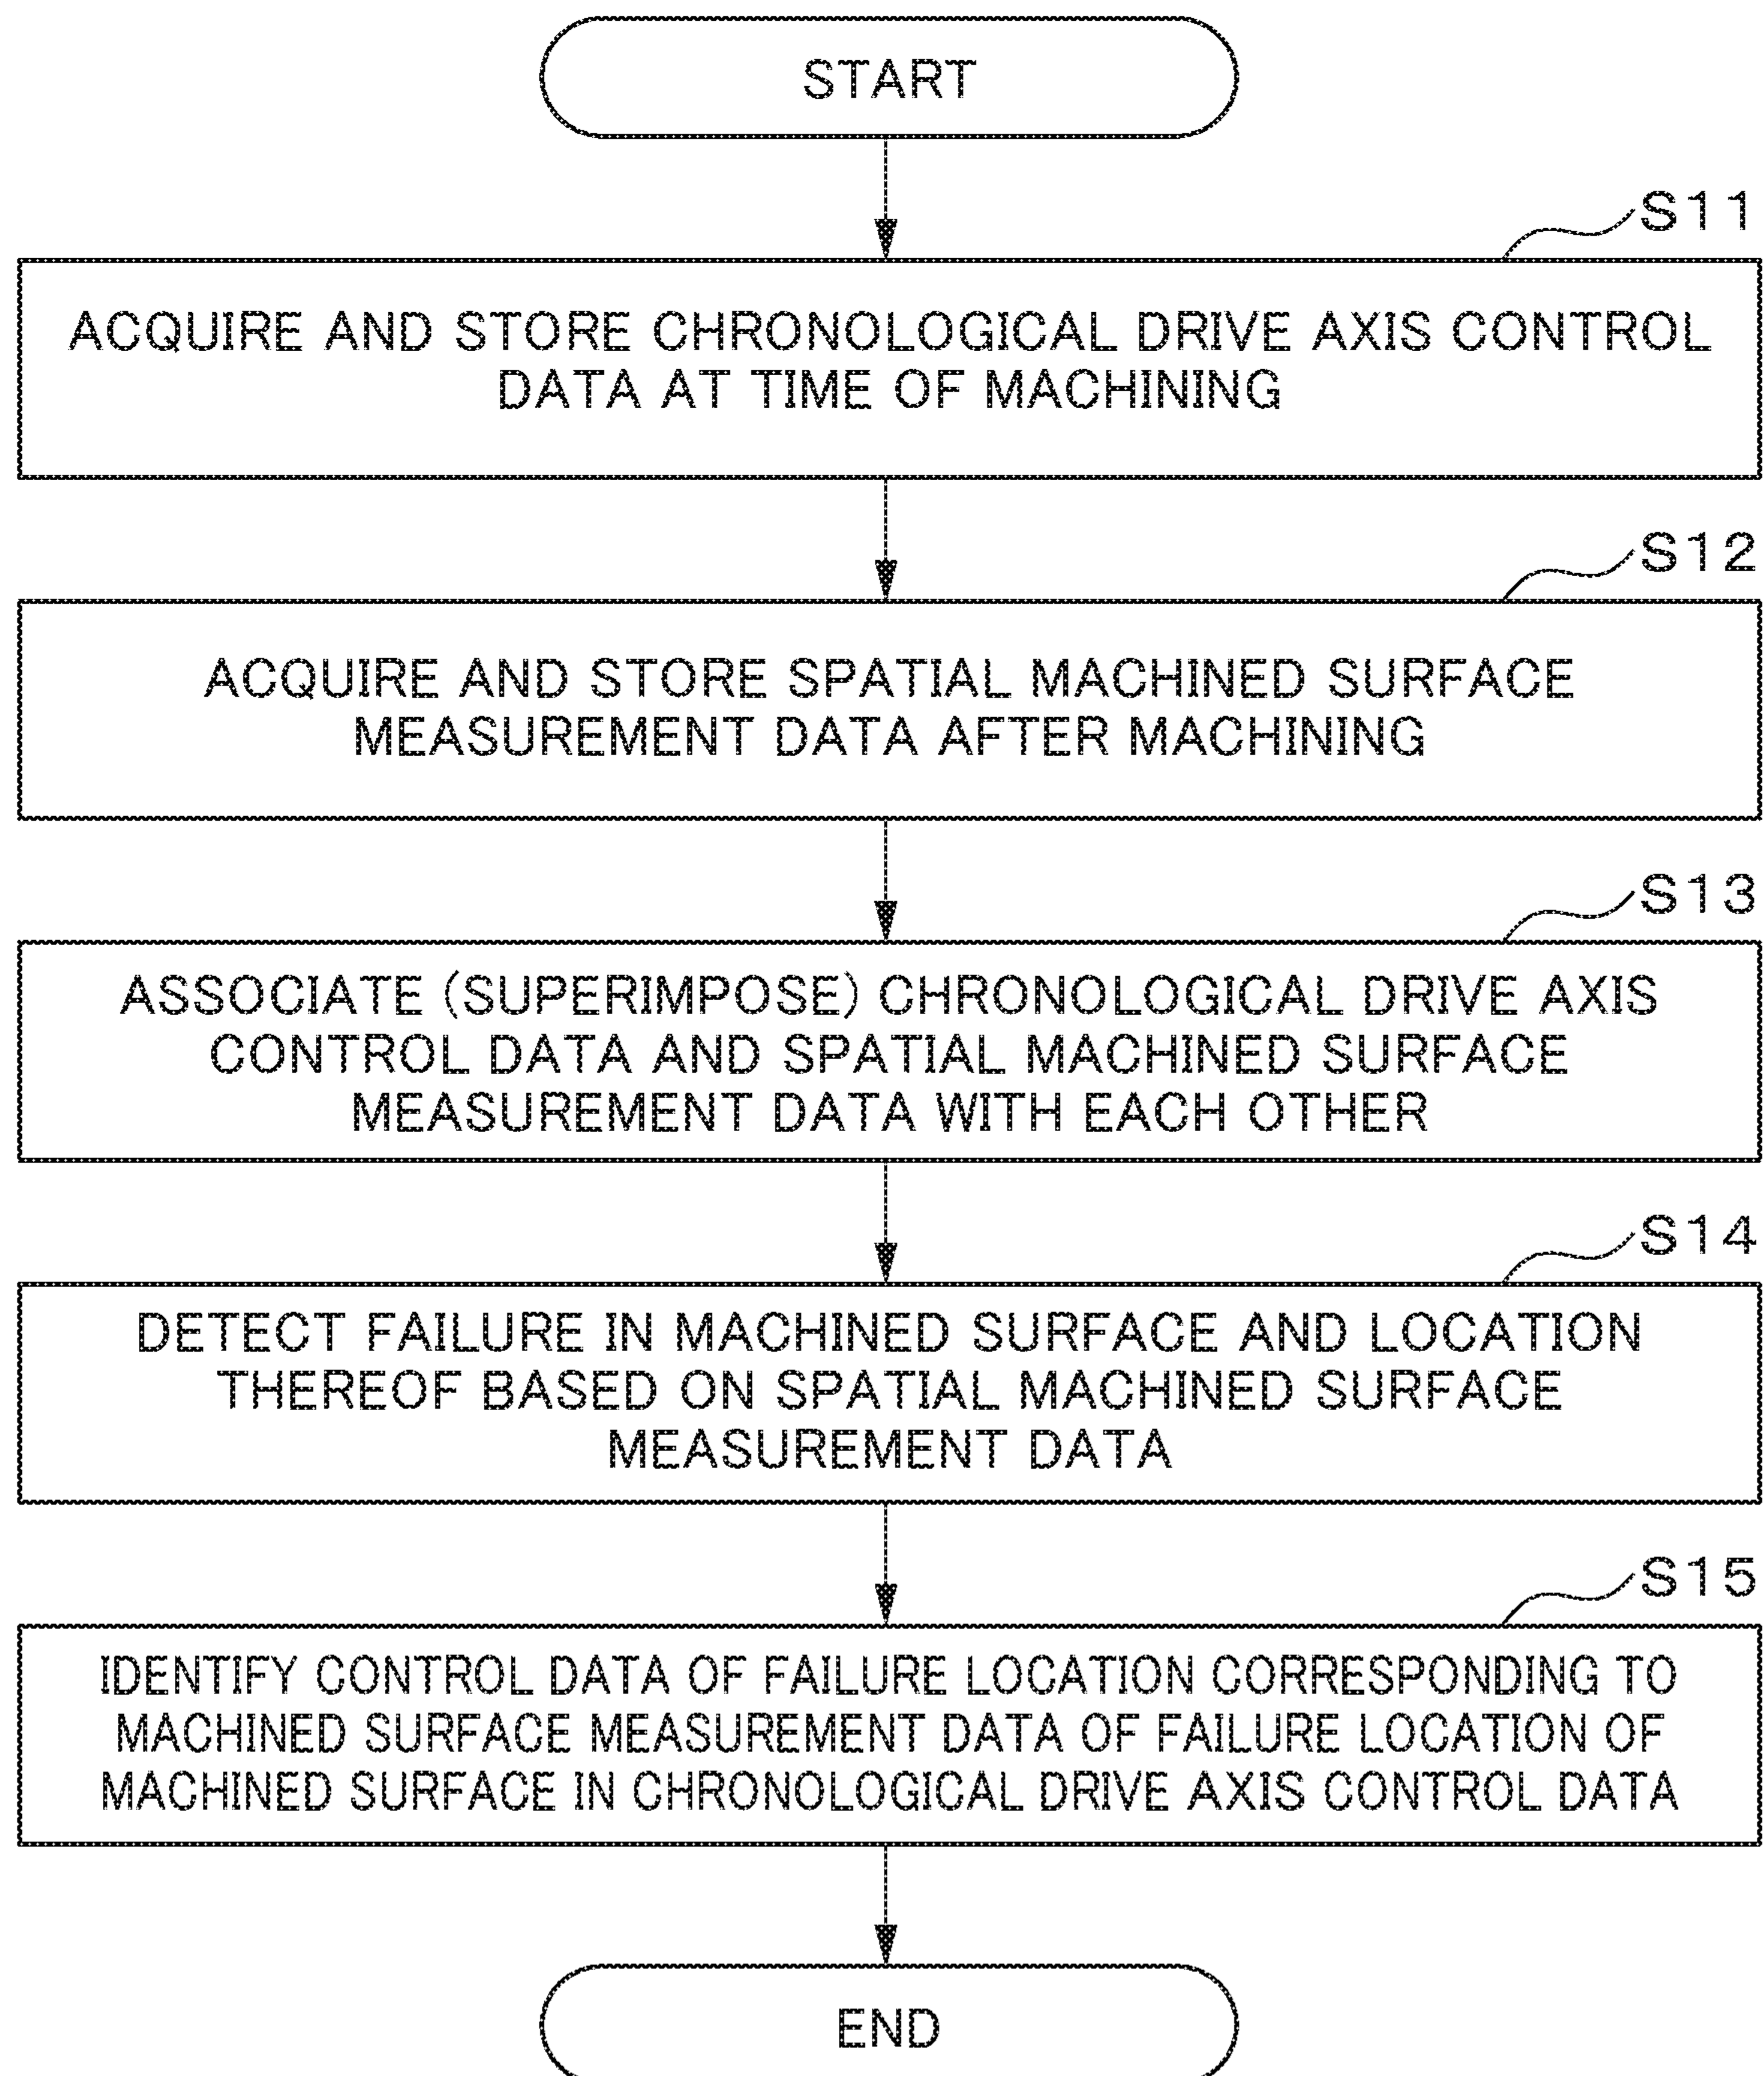 START
S11
ACQUIRE AND STORE CHRONOLOGICAL DRIVE AXIS CONTROL
DATA AT TIME OF MACHINING
S12
ACQUIRE AND STORE SPATIAL MACHINED SURFACE
MEASUREMENT DATA AFTER MACHINING
S13
ASSOCIATE (SUPERIMPOSE) CHRONOLOGICAL DRIVE AXIS
CONTROL DATA AND SPATIAL MACHINED SURFACE
MEASUREMENT DATA WITH EACH OTHER
S14
DETECT FAILURE IN MACHINED SURFACE AND LOCATION
THEREOF BASED ON SPATIAL MACHINED SURFACE
MEASUREMENT DATA
S15
IDENTIFY CONTROL DATA OF FAILURE LOCATION CORRESPONDING TO
MACHINED SURFACE MEASUREMENT DATA OF FAILURE LOCATION OF
MACHINED SURFACE IN CHRONOLOGICAL DRIVE AXIS CONTROL DATA
END